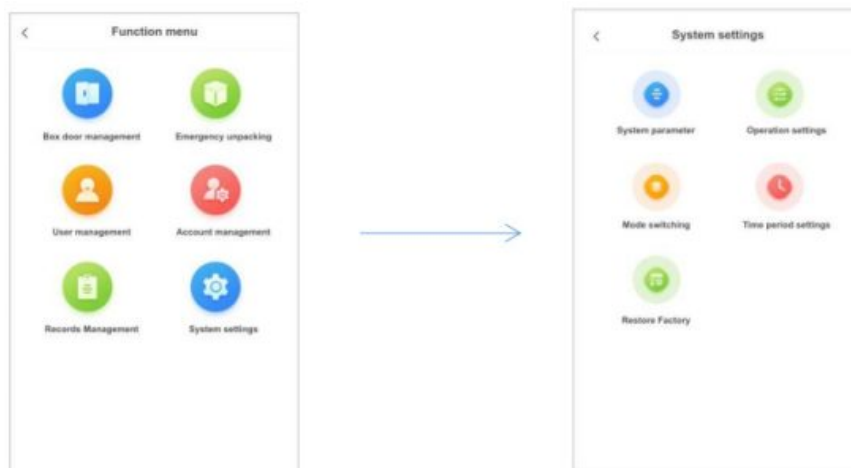 Function menu
Box door management
Emergency unpacking
User management
Account management
Records Management
System settings
System settings
System parameter
Operation settings
Mode switching
Time period settings
Restore Factory